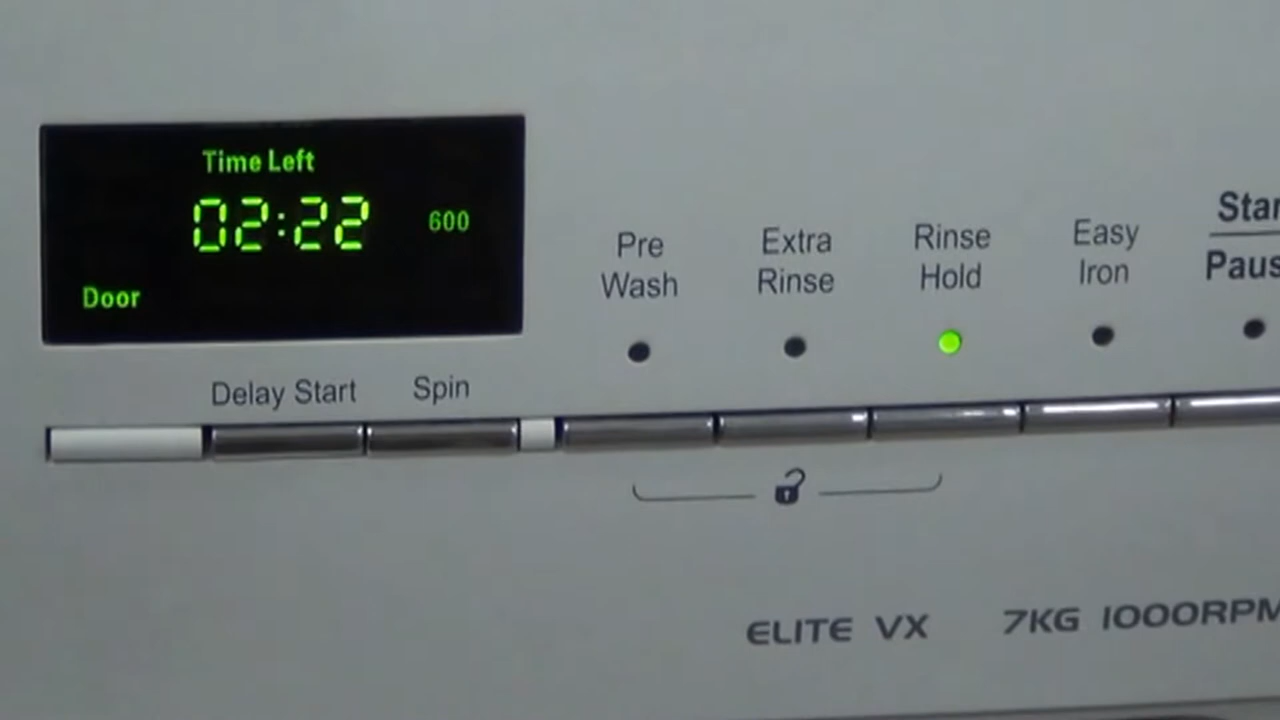 Time Left
02:22 600
Door
Delay Start Spin
Pre
Wash
Extra
Rinse
Rinse
Hold
Easy
Iron
ELITE VX 7KG 1000RPM